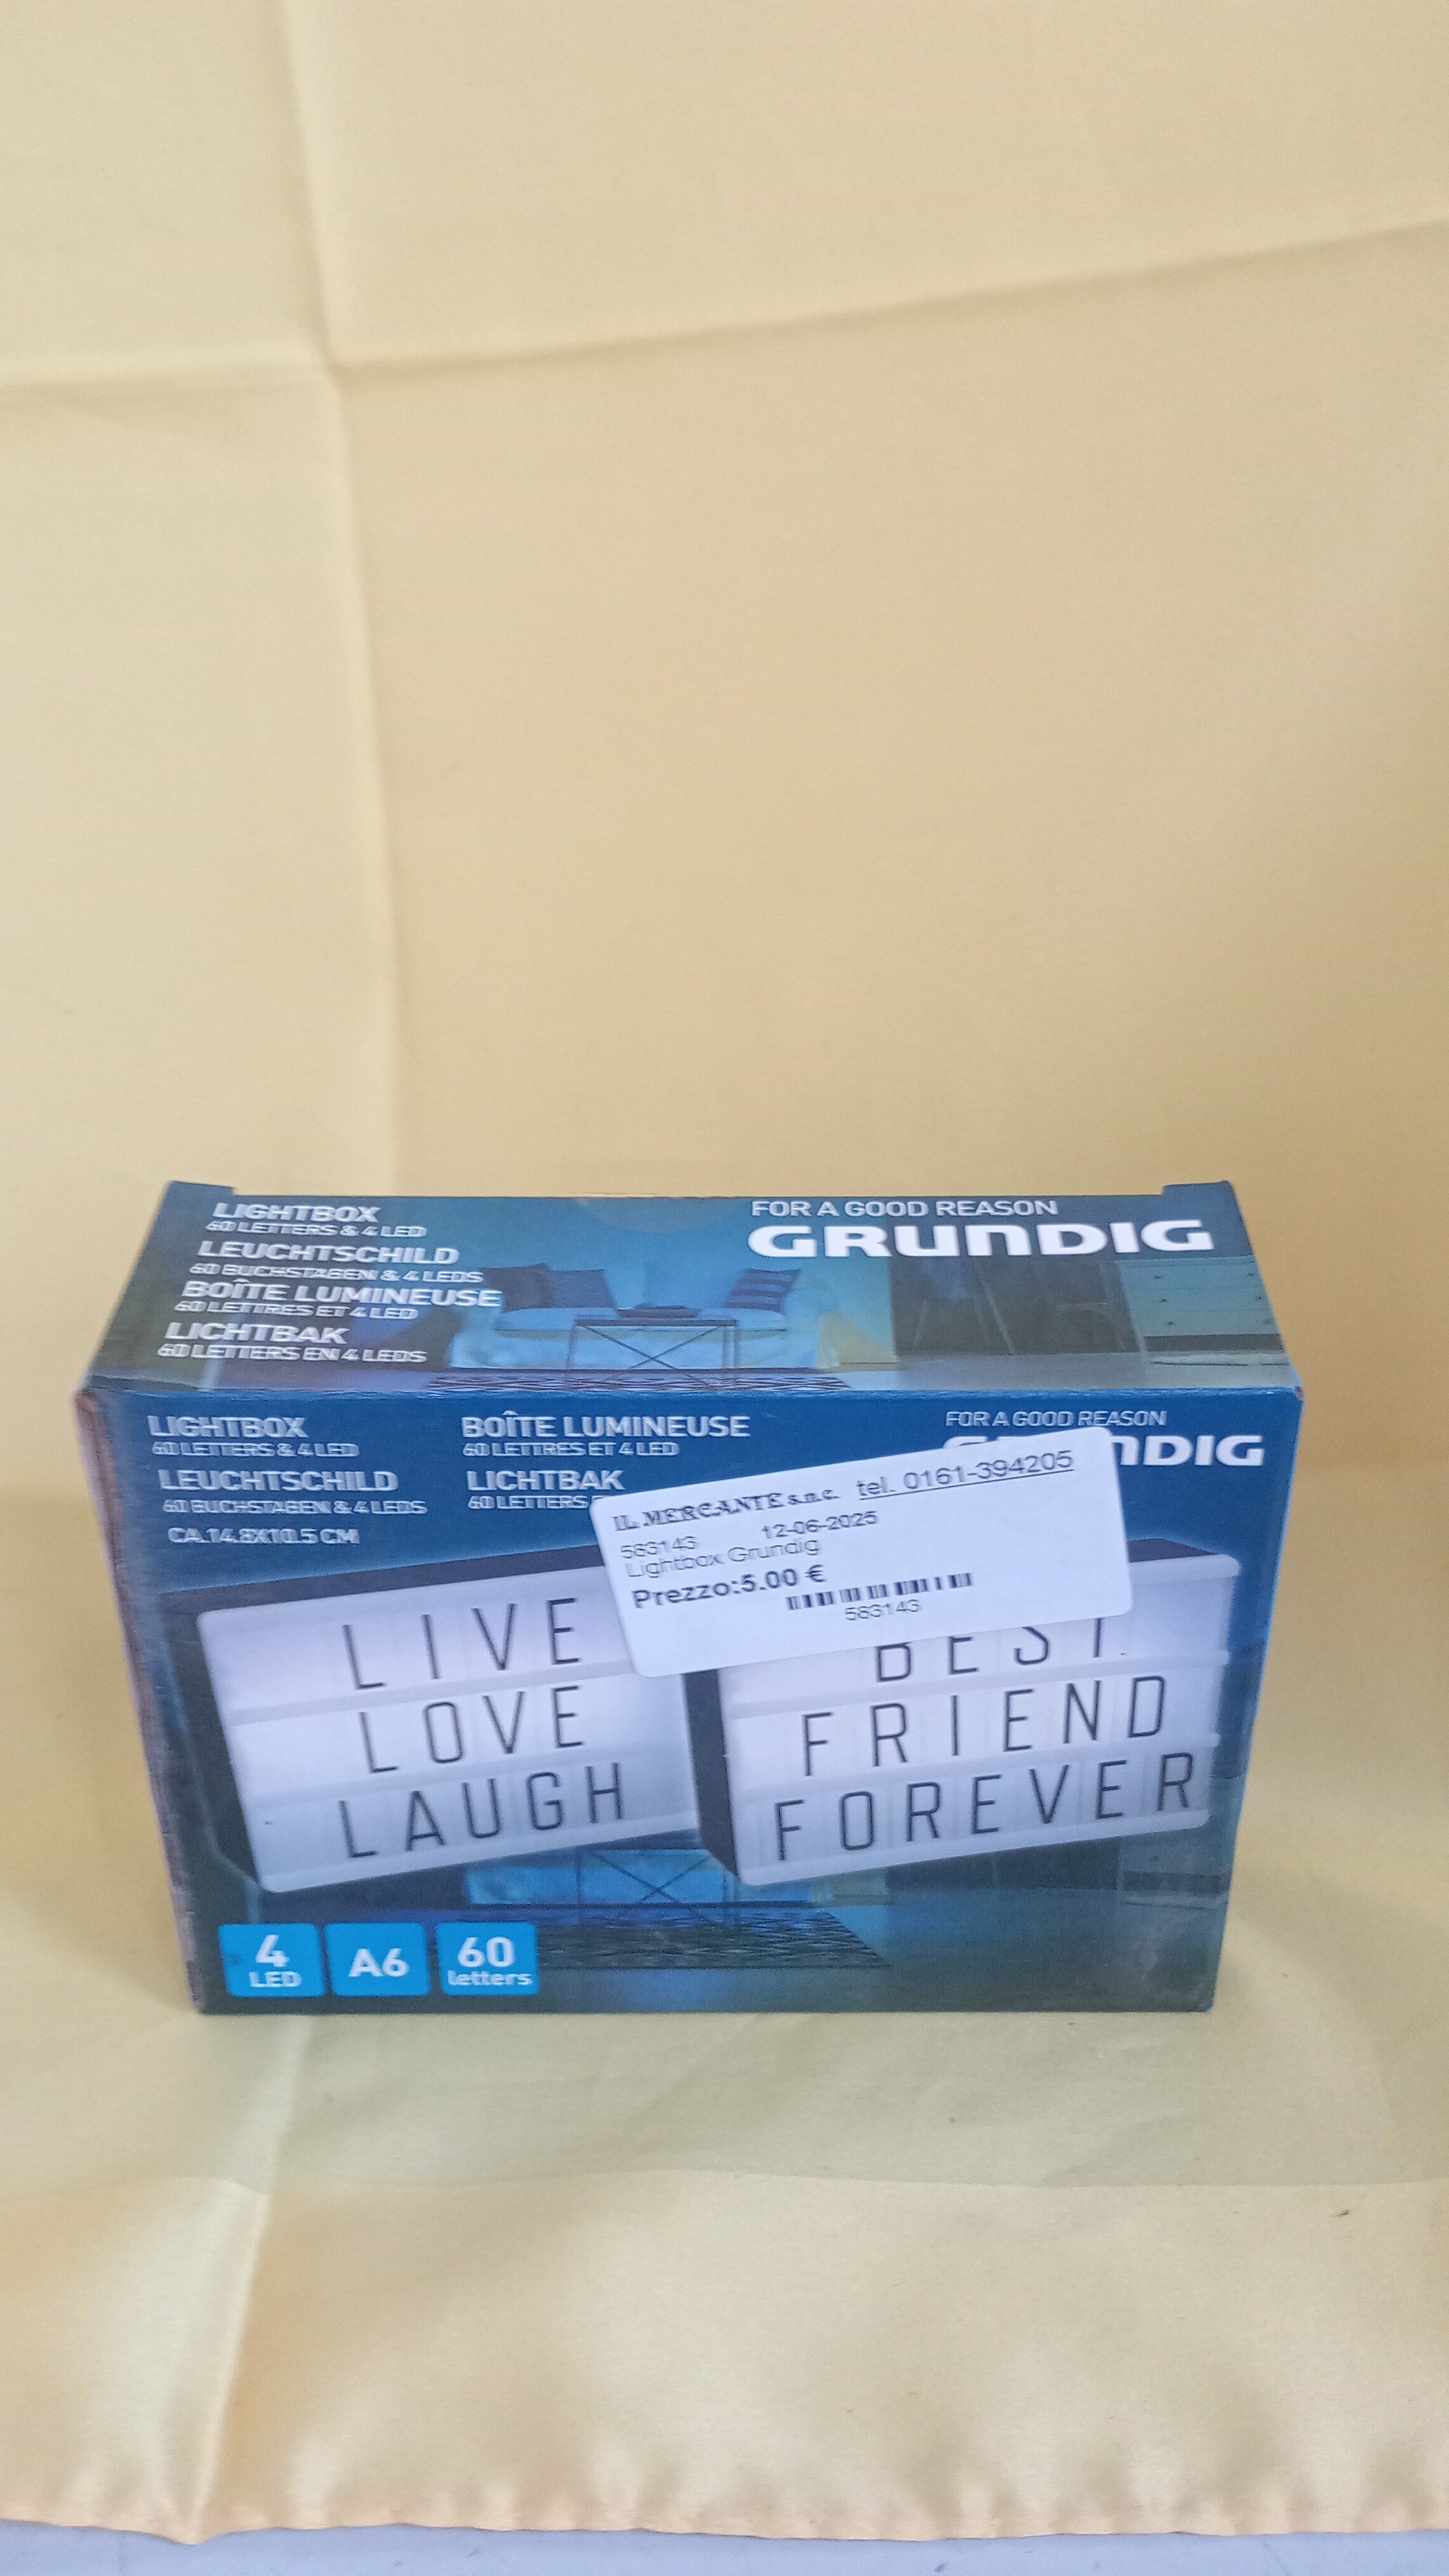 LIGHTBOX
60 LETTERS & 4 LED
LEUCHTSCHILD
60 BUCHSTABEN & 4 LEDS
BOÎTE LUMINEUSE
60 LETTRES ET 4 LED
LICHTBAK
60 LETTERS EN 4 LEDS
FOR A GOOD REASON
GRUNDIG
LIGHTBOX
60 LETTERS & 4 LED
LEUCHTSCHILD
60 BUCHSTABEN & 4 LEDS
CA.14.8X10.5 CM
BOÎTE LUMINEUSE
60 LETTRES ET 4 LED
LICHTBAK
60 LETTERS
FOR A GOOD REASON
NDIG
IL MERCANTE s.n.c. tel. 0161-394205
583143 12-06-2025
Lightbox Grundig
Prezzo:5.00 €
583143
LIVE
LOVE
LAUGH
BEST
FRIEND
FOREVER
4
LED
A6
60
letters